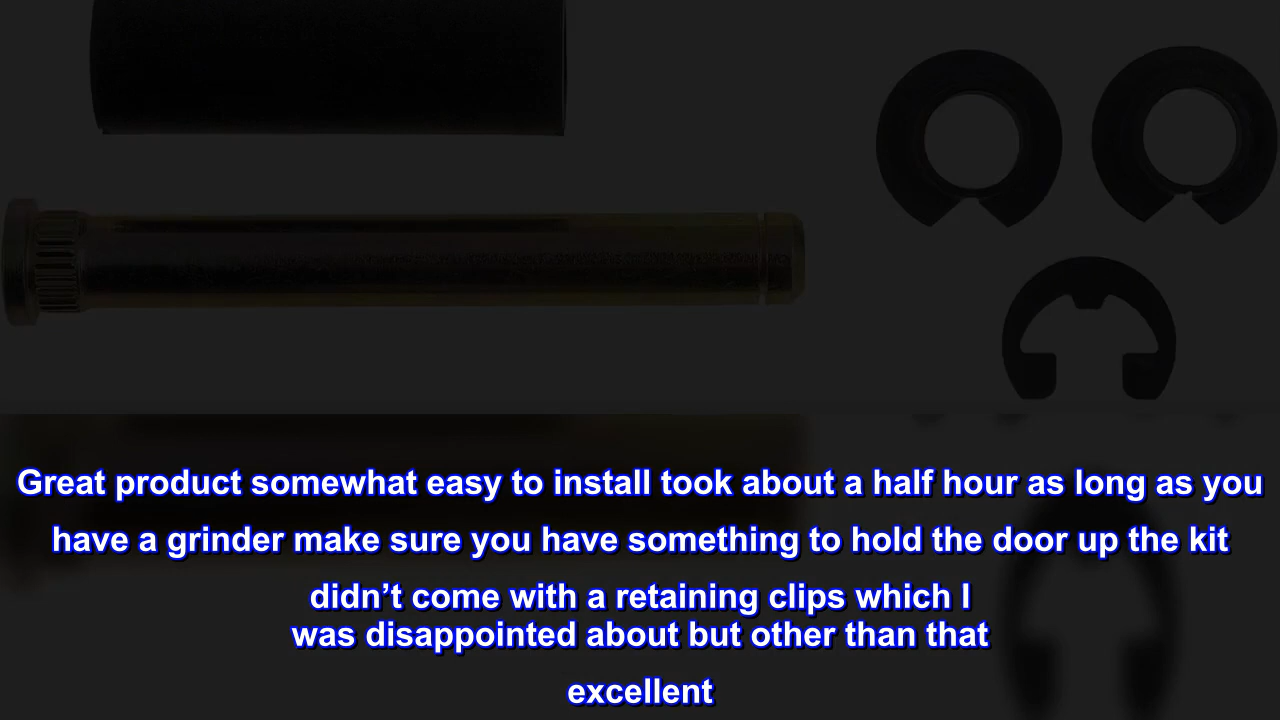 Great product somewhat easy to install took about a half hour as long as you
have a grinder make sure you have something to hold the door up the kit
didn’t come with a retaining clips which I
was disappointed about but other than that
excellent